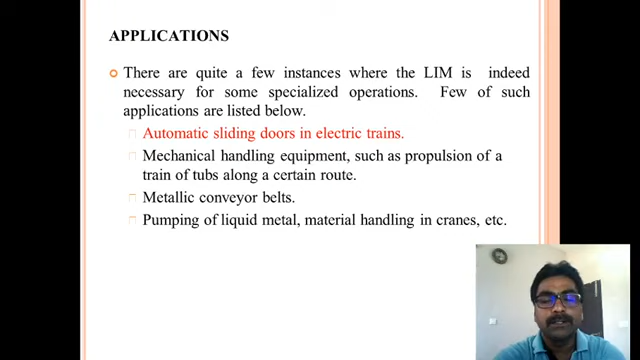 APPLICATIONS
There are quite a few instances where the LIM is indeed
necessary for some specialized operations. Few of such
applications are listed below.
Automatic sliding doors in electric trains.
Mechanical handling equipment, such as propulsion of a
train of tubs along a certain route.
Metallic conveyor belts.
Pumping of liquid metal, material handling in cranes, etc.